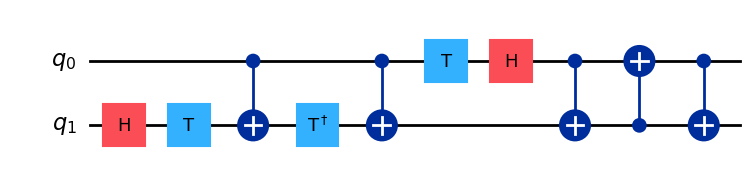 q₀ T H
q₁ H T T†